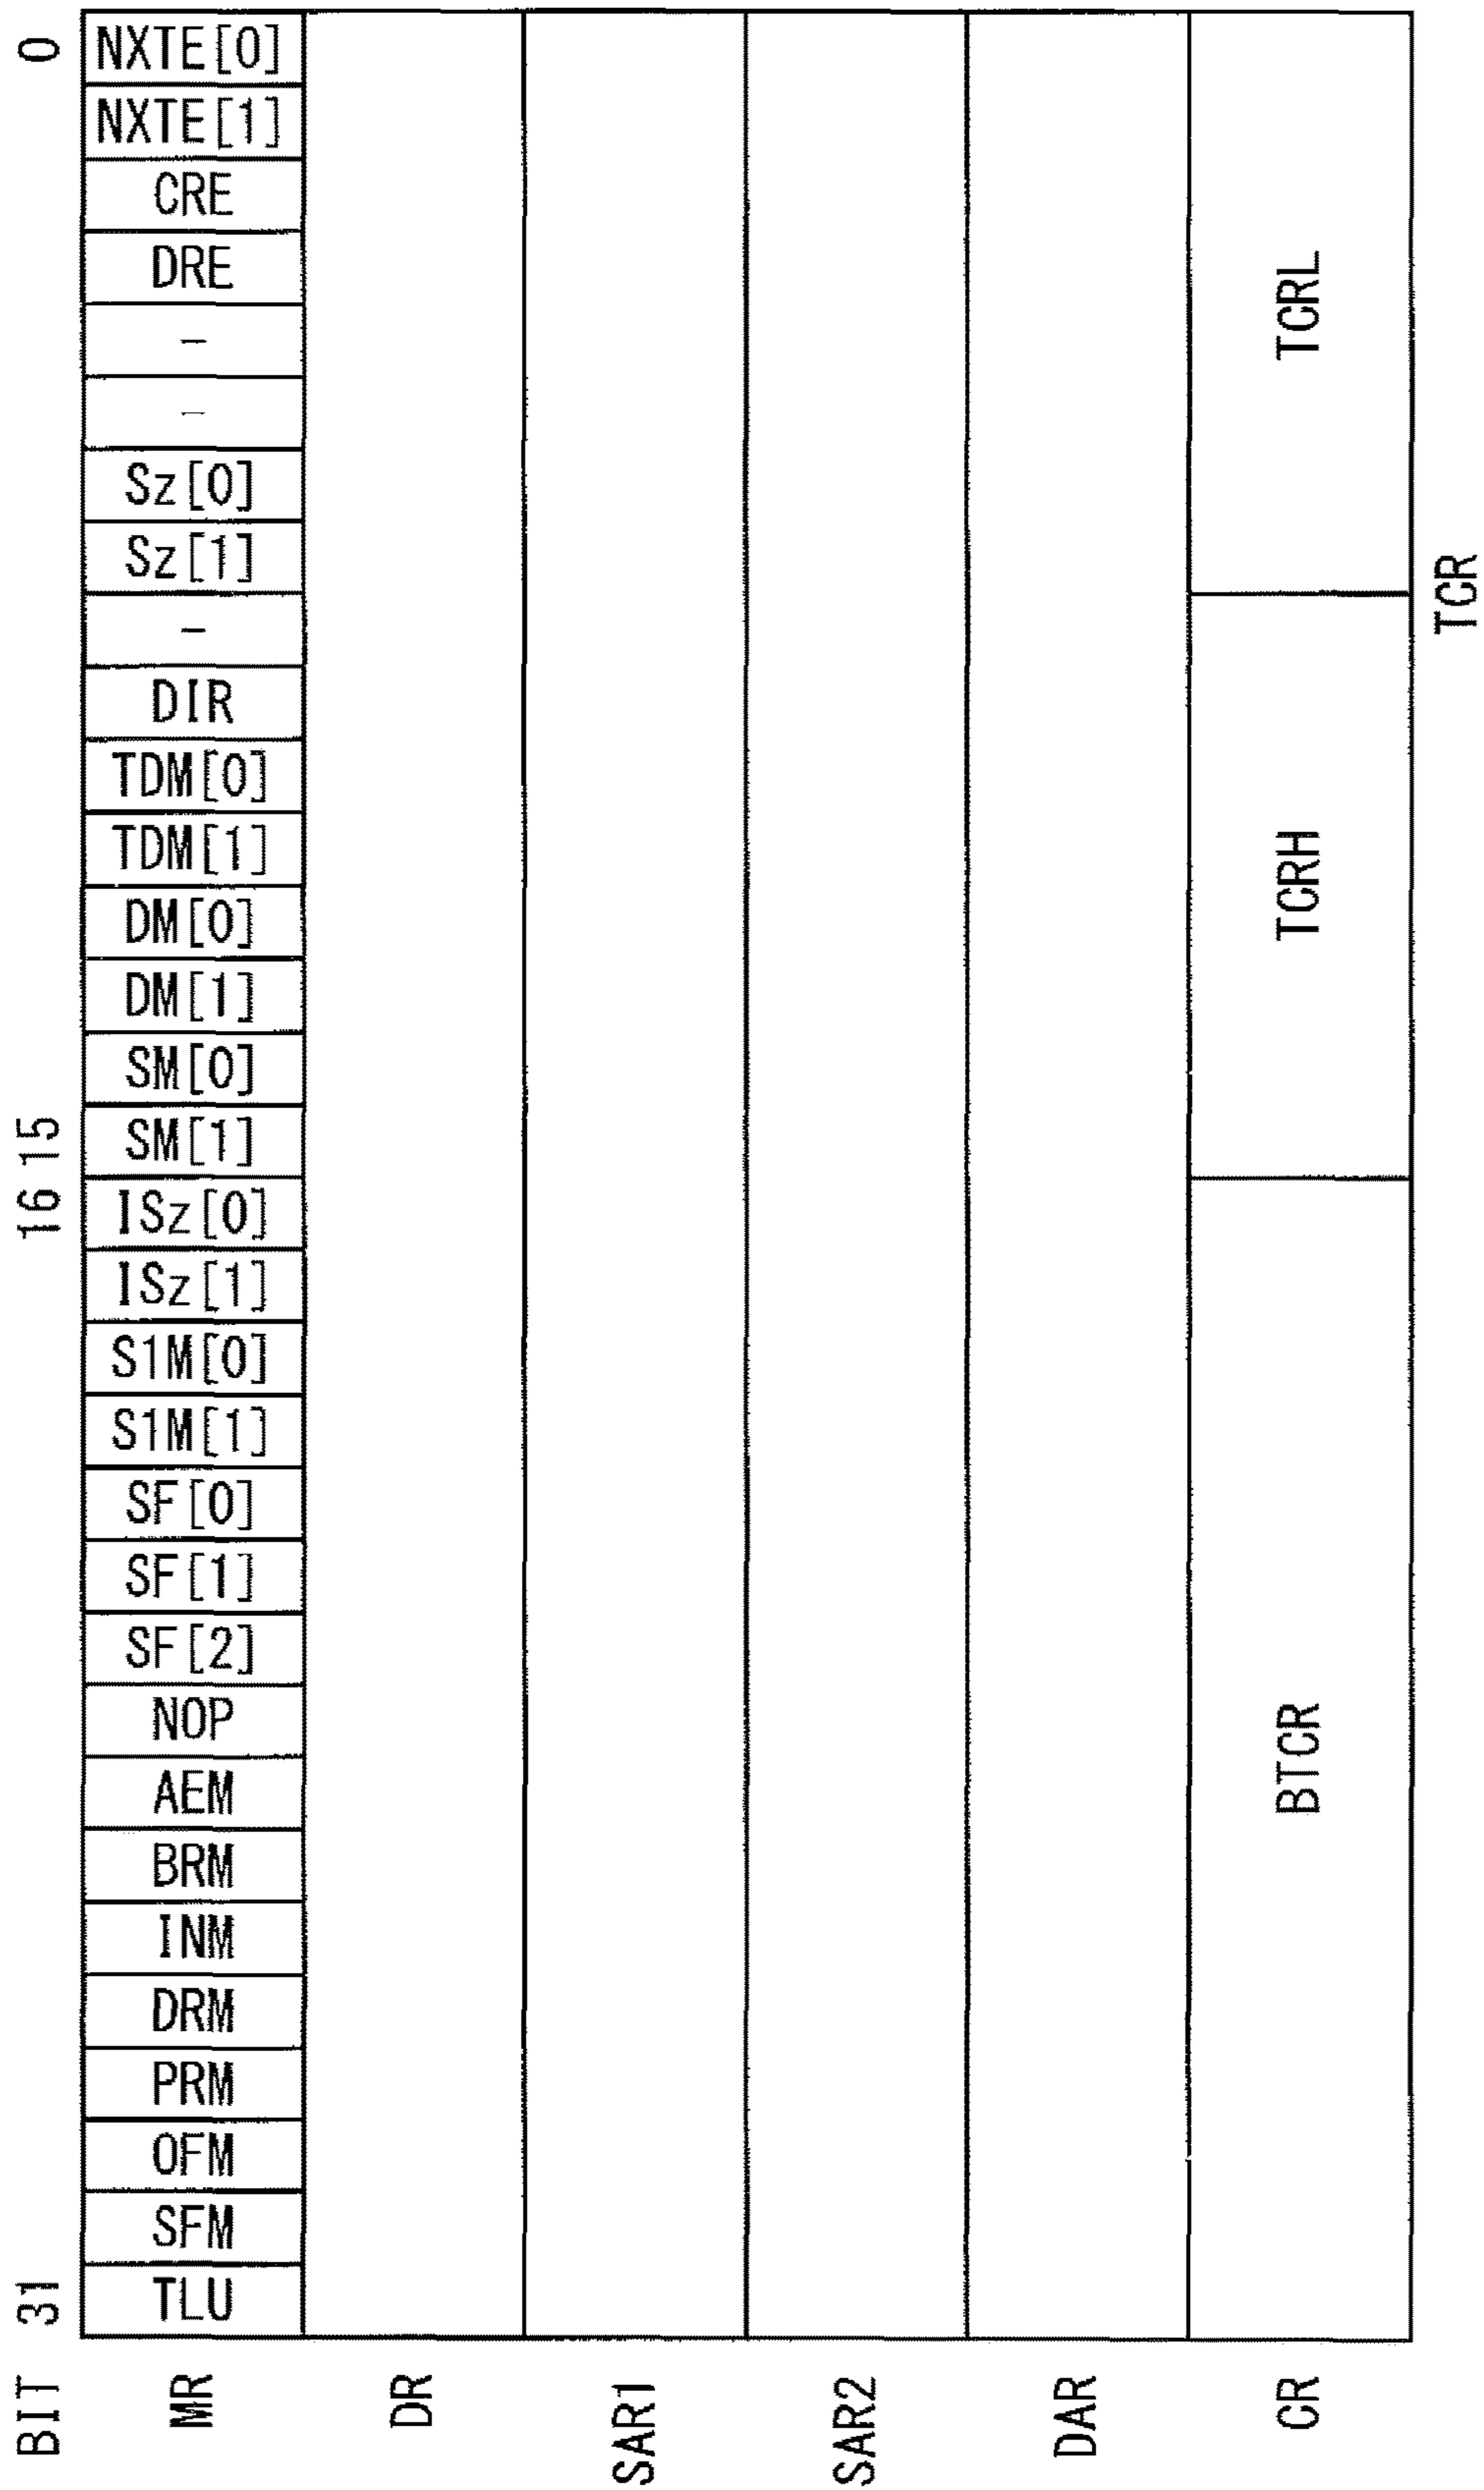 BIT 31 16 15 0
MR TLU SFM OFM PRM DRM INM BRM AEM NOP SF[2] SF[1] SF[0] S1M[1] S1M[0] ISz[1] ISz[0] SM[1] SM[0] DM[1] DM[0] TDM[1] TDM[0] DIR - Sz[1] Sz[0] - - DRE CRE NXTE[1] NXTE[0]
DR
SAR1
SAR2
DAR
CR BTCR TCRH TCRL
TCR